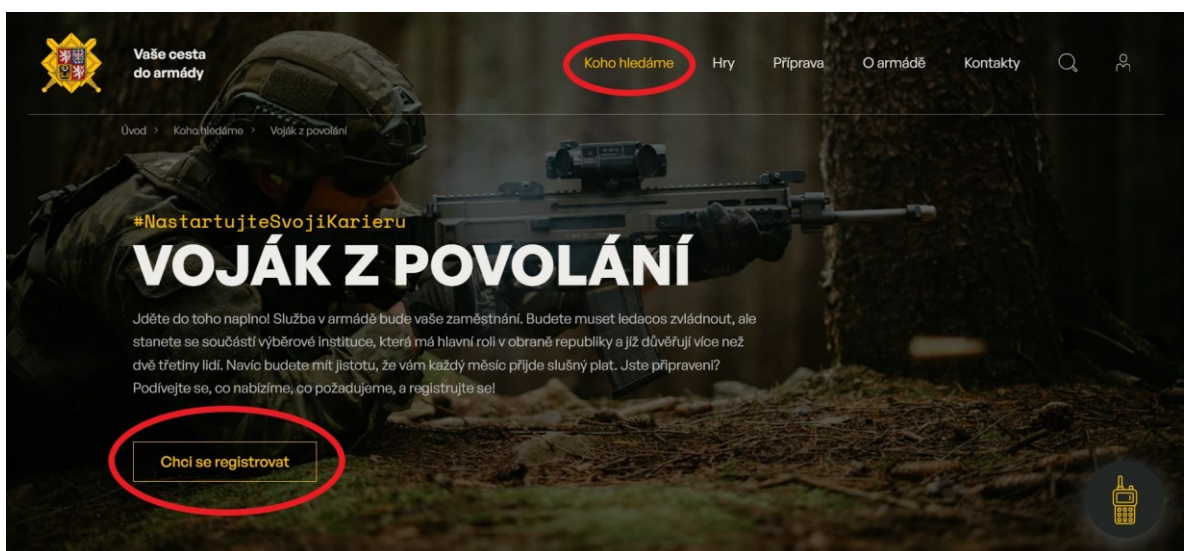 Vaše cesta
do armády
Koho hledáme
Hry
Příprava
O armádě
Kontakty
Úvod > Koho hledáme > Voják z povolání
#NastartujteSvojiKarieru
VOJÁK Z POVOLÁNÍ
Jděte do toho naplno! Služba v armádě bude vaše zaměstnání. Budete muset ledacos zvládnout, ale
stanete se součástí výběrové instituce, která má hlavní roli v obraně republiky a jíž důvěřují více než
dvě třetiny lidí. Navíc budete mít jistotu, že vám každý měsíc přijde slušný plat. Jste připraveni?
Podívejte se, co nabízíme, co požadujeme, a registrujte se!
Chci se registrovat